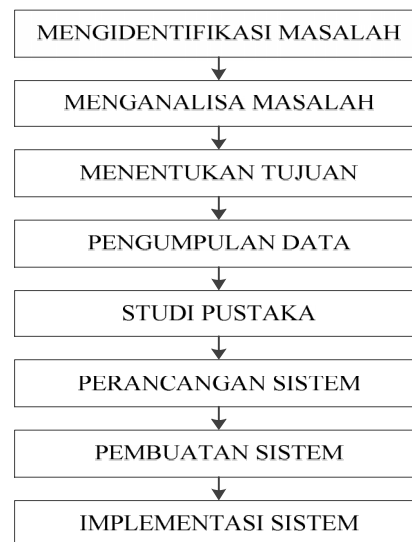 MENGIDENTIFIKASI MASALAH
MENGANALISA MASALAH
MENENTUKAN TUJUAN
PENGUMPULAN DATA
STUDI PUSTAKA
PERANCANGAN SISTEM
PEMBUATAN SISTEM
IMPLEMENTASI SISTEM